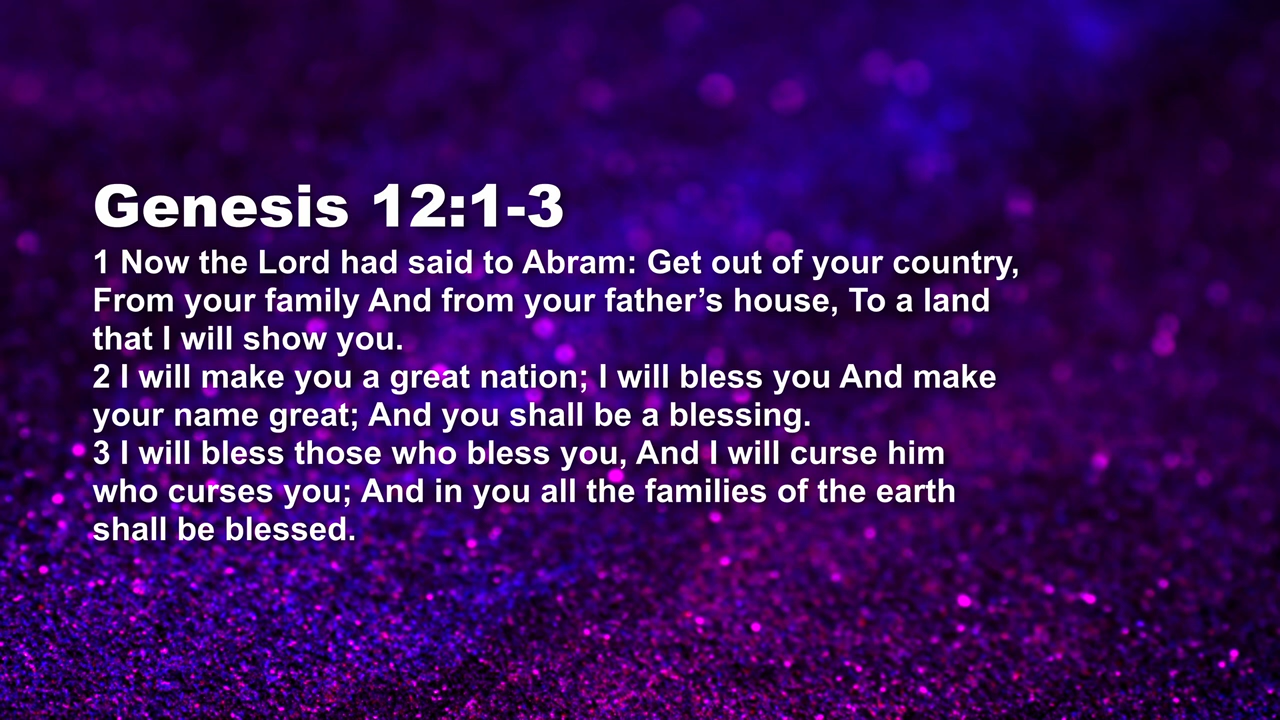 Genesis 12:1-3
1 Now the Lord had said to Abram: Get out of your country,
From your family And from your father’s house, To a land
that I will show you.
2 I will make you a great nation; I will bless you And make
your name great; And you shall be a blessing.
3 I will bless those who bless you, And I will curse him
who curses you; And in you all the families of the earth
shall be blessed.